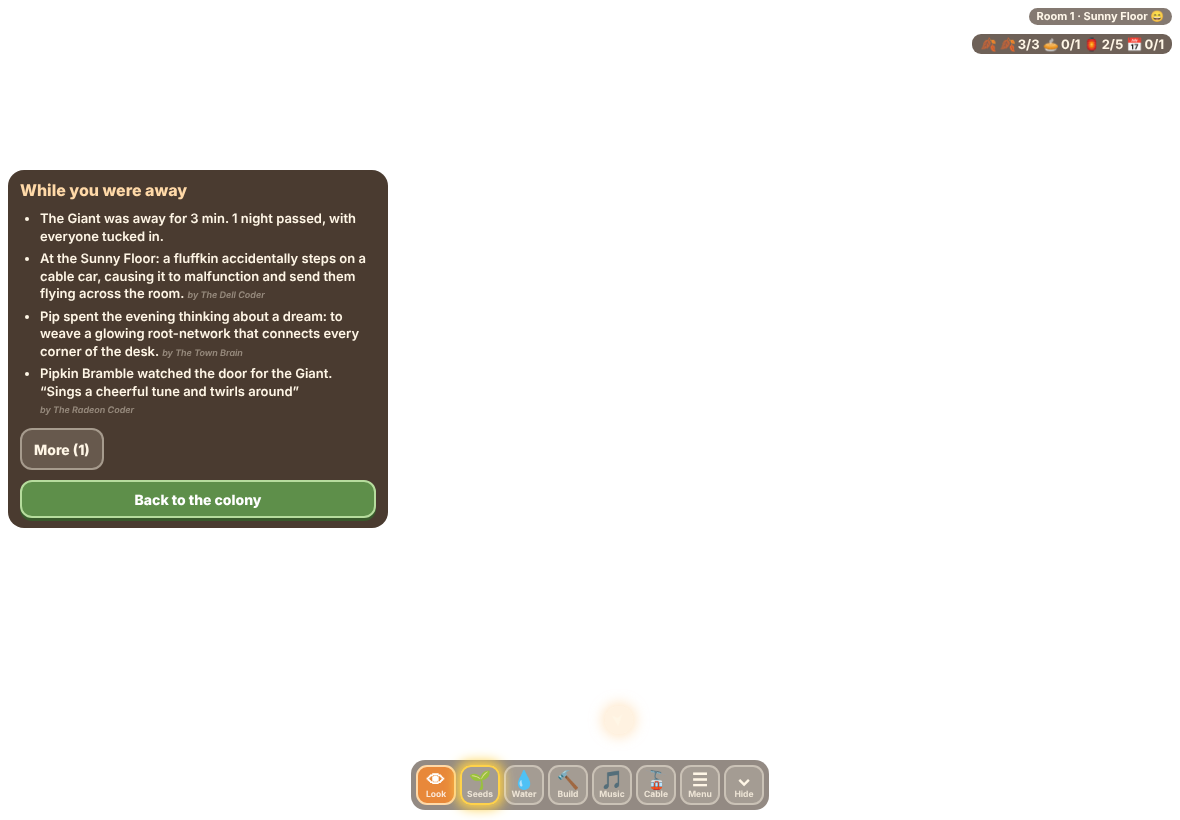 Room 1 · Sunny Floor
3/3 0/1 2/5 0/1
While you were away
• The Giant was away for 3 min. 1 night passed, with
everyone tucked in.
• At the Sunny Floor: a fluffkin accidentally steps on a
cable car, causing it to malfunction and send them
flying across the room. by The Dell Coder
• Pip spent the evening thinking about a dream: to
weave a glowing root-network that connects every
corner of the desk. by The Town Brain
• Pipkin Bramble watched the door for the Giant.
“Sings a cheerful tune and twirls around”
by The Radeon Coder
More (1)
Back to the colony
Look Seeds Water Build Music Cable Menu Hide